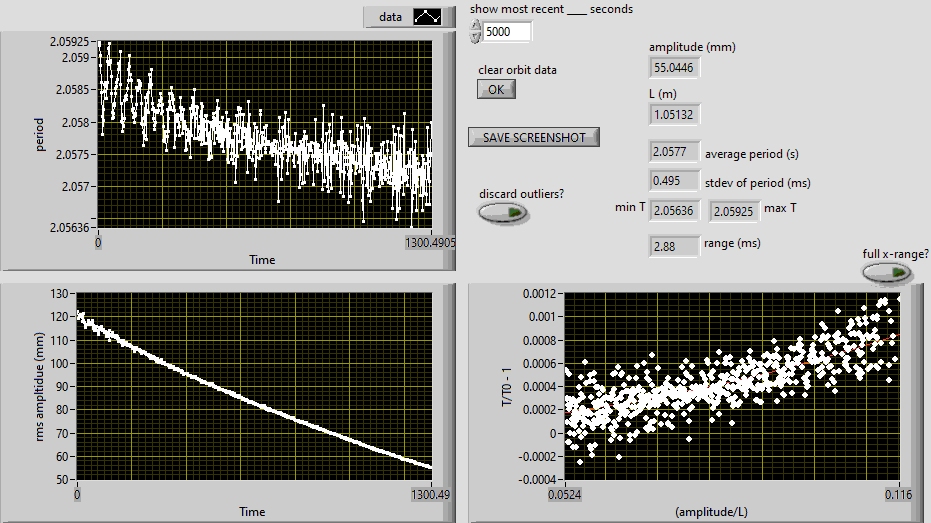 data
show most recent ____ seconds
5000
clear orbit data
OK
SAVE SCREENSHOT
discard outliers?
amplitude (mm)
55.0446
L (m)
1.05132
2.0577 average period (s)
0.495 stdev of period (ms)
min T 2.05636 2.05925 max T
2.88 range (ms)
full x-range?
2.05925
2.059
2.0585
2.058
2.0575
2.057
2.05636
period
0 1300.4905
Time
130
120
110
100
90
80
70
60
50
rms ampltidue (mm)
0 1300.49
Time
0.0012
0.001
0.0008
0.0006
0.0004
0.0002
0
-0.0002
-0.0004
T/T0 - 1
0.0524 0.116
(amplitude/L)